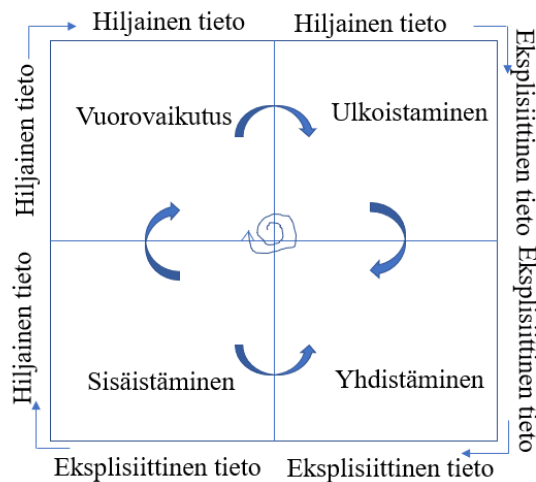 Hiljainen tieto
Hiljainen tieto
Hiljainen tieto
Eksplisiittinen tieto
Vuorovaikutus
Ulkoistaminen
Hiljainen tieto
Eksplisiittinen tieto
Sisäistäminen
Yhdistäminen
Eksplisiittinen tieto
Eksplisiittinen tieto